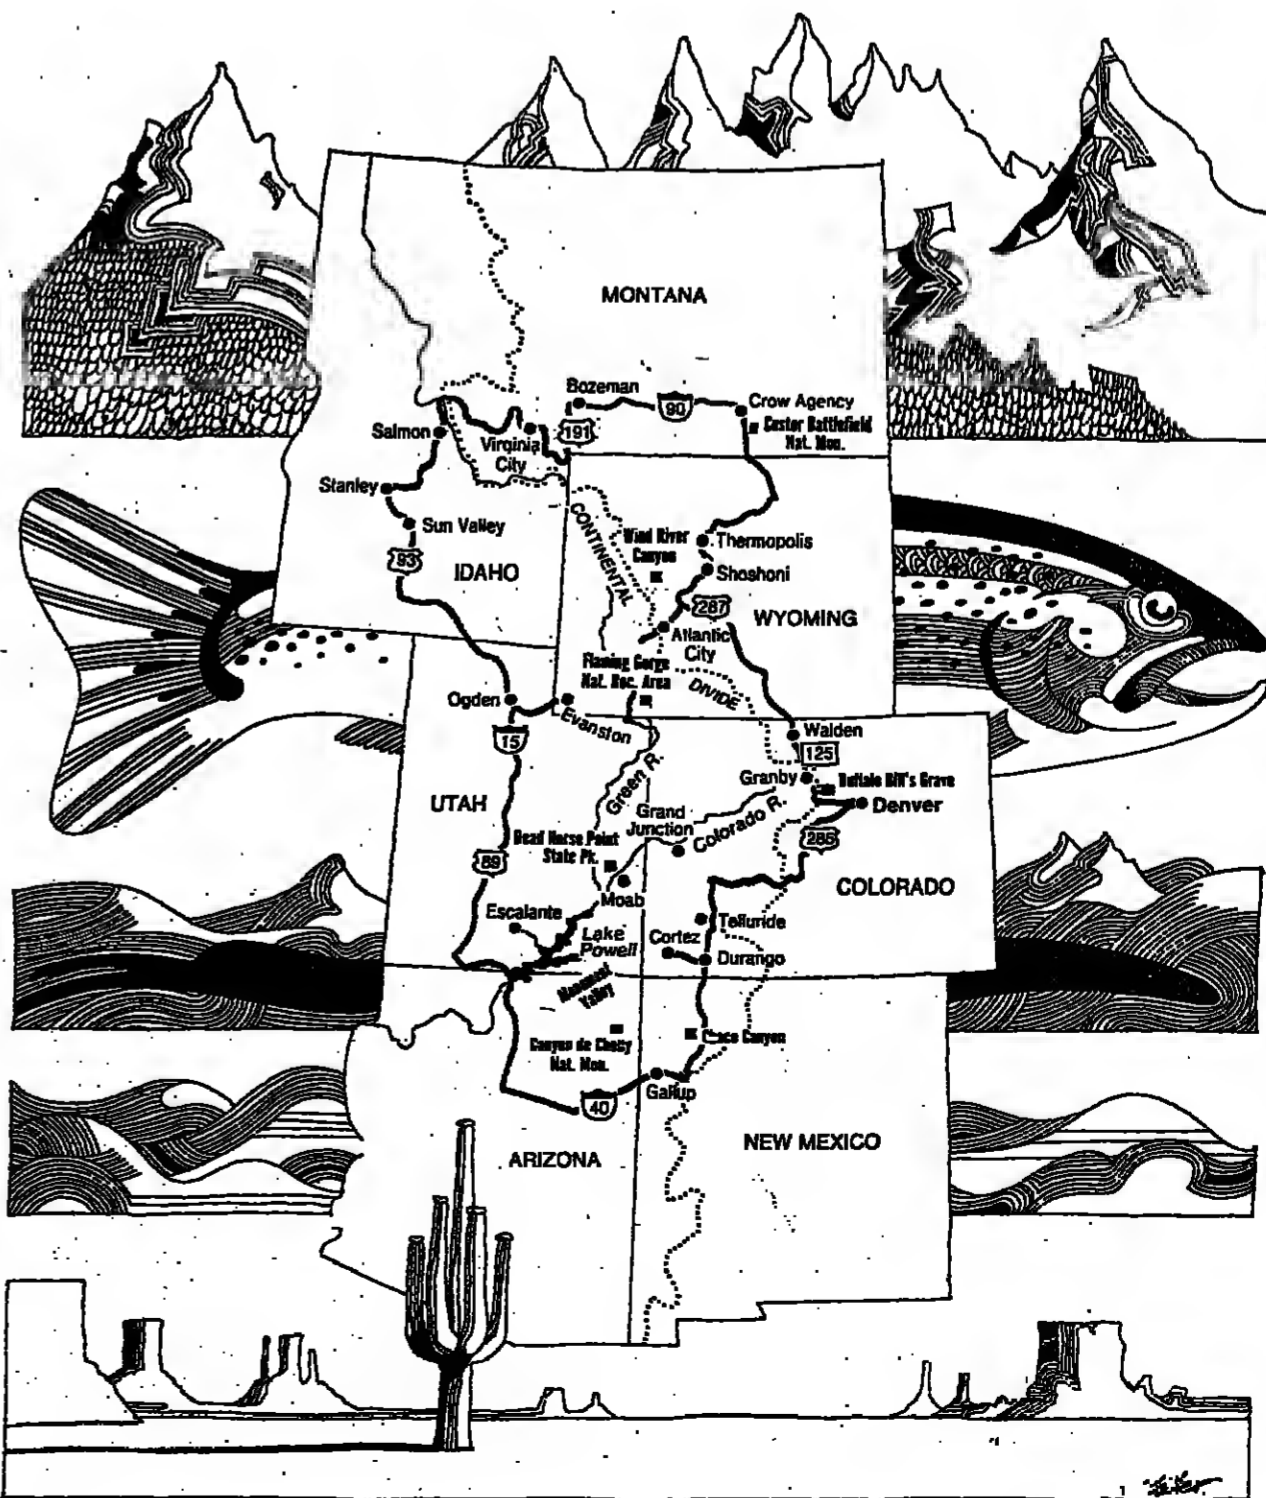 MONTANA
Bozeman
90
Crow Agency
Custer Battlefield
Nat. Mon.
Salmon
Virginia
City
191
Stanley
Sun Valley
93
IDAHO
CONTINENTAL
Wind River
Canyon
Thermopolis
Shoshoni
287
WYOMING
Atlantic
City
Flaming Gorge
Nat. Rec. Area
DIVIDE
Ogden
Evanston
15
Walden
125
Green R.
Granby
Buffalo Bill's Grave
Denver
UTAH
Grand
Junction
Colorado R.
285
Dead Horse Point
State Pk.
89
COLORADO
Moab
Escalante
Telluride
Lake
Powell
Cortez
Durango
Monument
Valley
Chaco Canyon
Canyon de Chelly
Nat. Mon.
Gallup
40
NEW MEXICO
ARIZONA